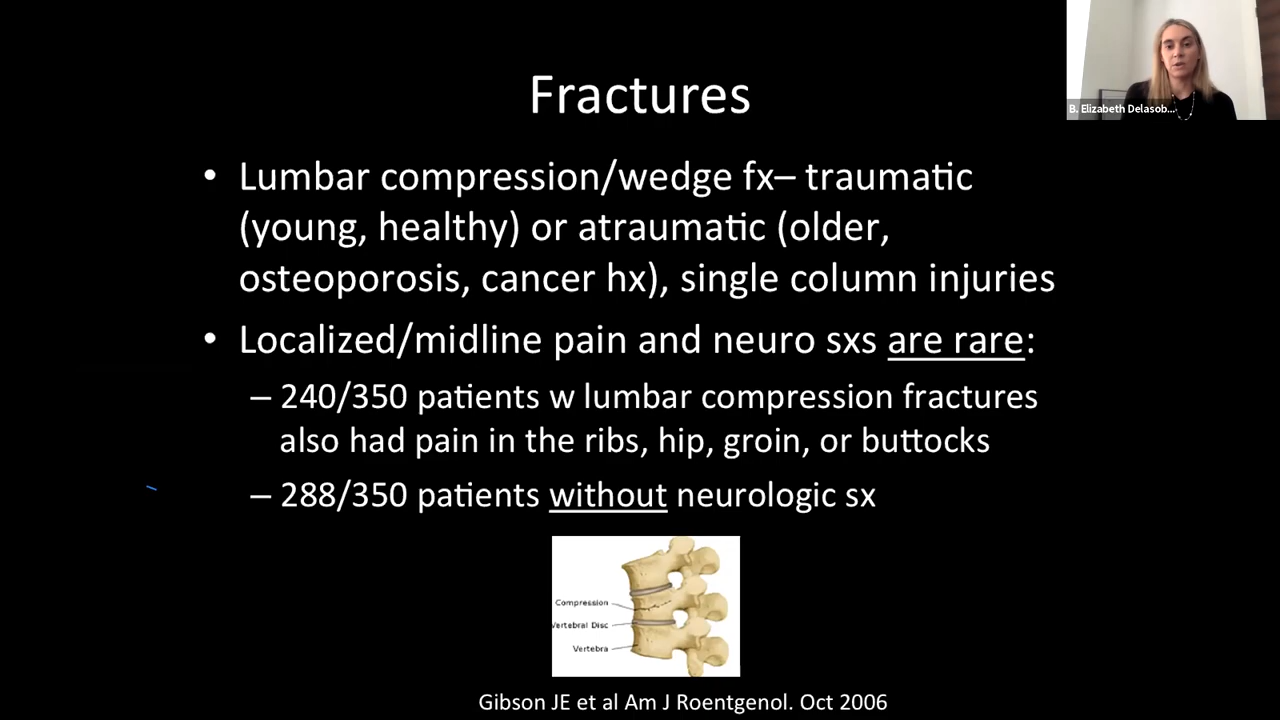 B. Elizabeth Delasob...
Fractures
• Lumbar compression/wedge fx– traumatic
(young, healthy) or atraumatic (older,
osteoporosis, cancer hx), single column injuries
• Localized/midline pain and neuro sxs are rare:
– 240/350 patients w lumbar compression fractures
also had pain in the ribs, hip, groin, or buttocks
– 288/350 patients without neurologic sx
Compression
Vertebral Disc
Vertebra
Gibson JE et al Am J Roentgenol. Oct 2006